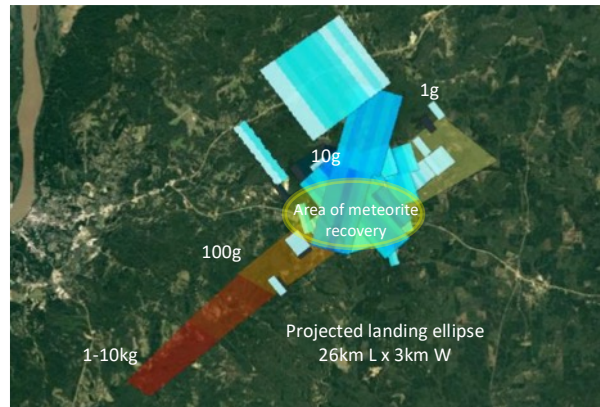 1g
10g
Area of meteorite
recovery
100g
Projected landing ellipse
26km L x 3km W
1-10kg